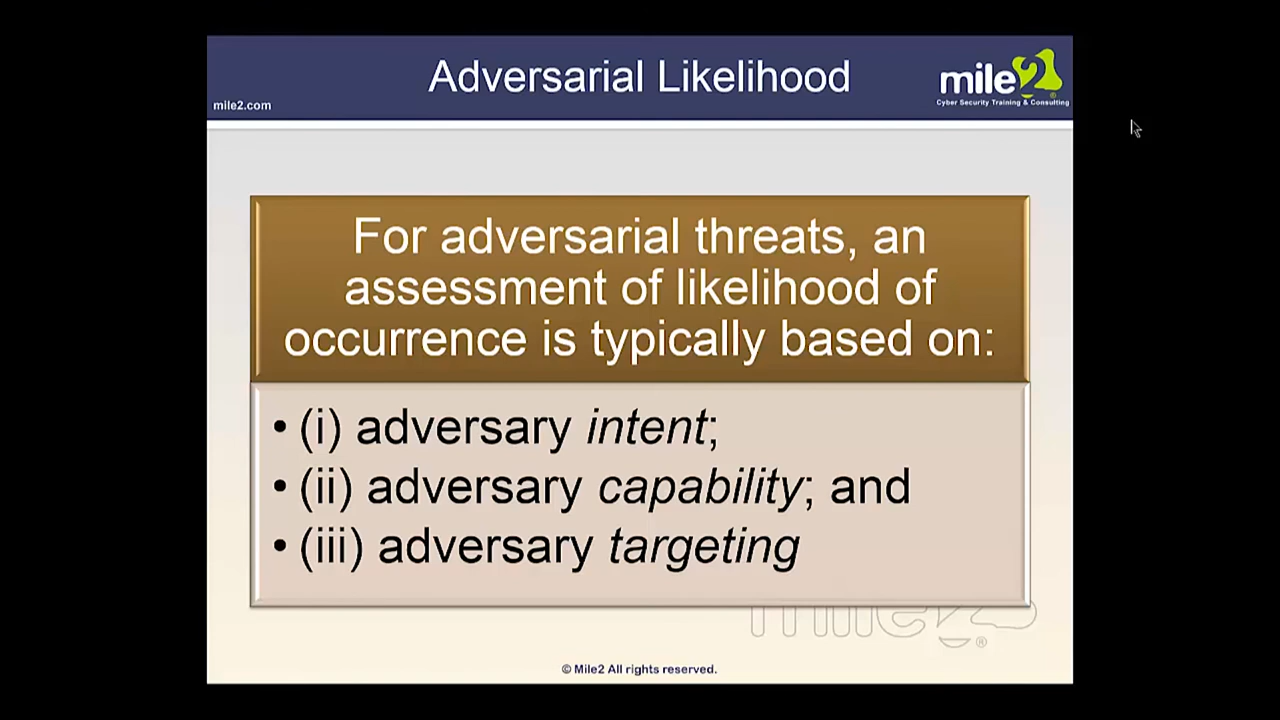 Adversarial Likelihood
mile2.com
mile2
®
Cyber Security Training & Consulting
For adversarial threats, an
assessment of likelihood of
occurrence is typically based on:
• (i) adversary intent;
• (ii) adversary capability; and
• (iii) adversary targeting
mile2
®
© Mile2 All rights reserved.